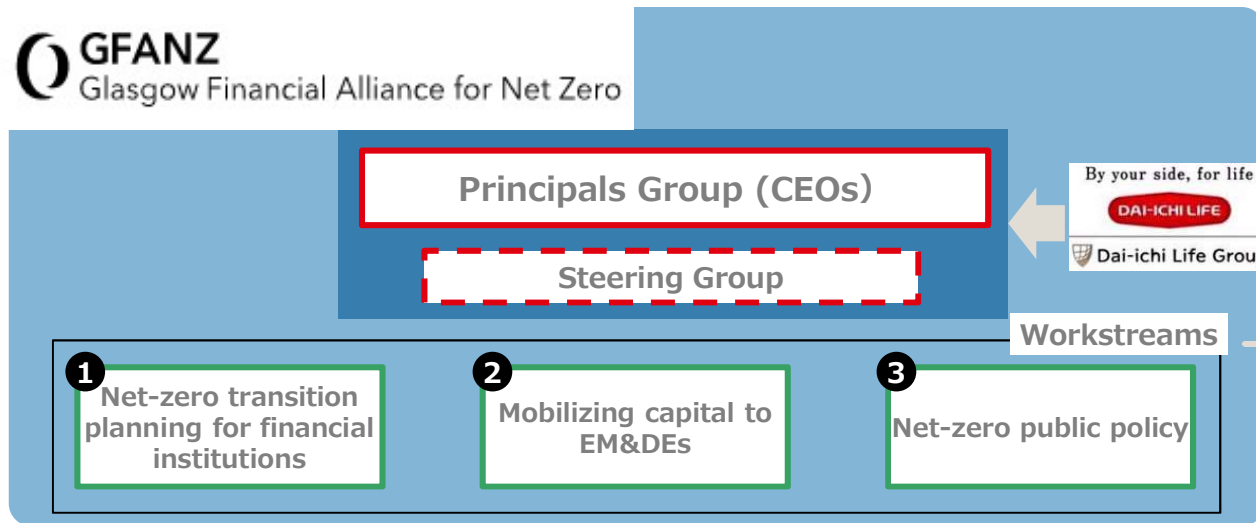 GFANZ
Glasgow Financial Alliance for Net Zero
Principals Group (CEOs）
By your side, for life
DAI-ICHI LIFE
Dai-ichi Life Grou
Steering Group
Workstreams
1
Net-zero transition
planning for financial
institutions
2
Mobilizing capital to
EM&DEs
3
Net-zero public policy